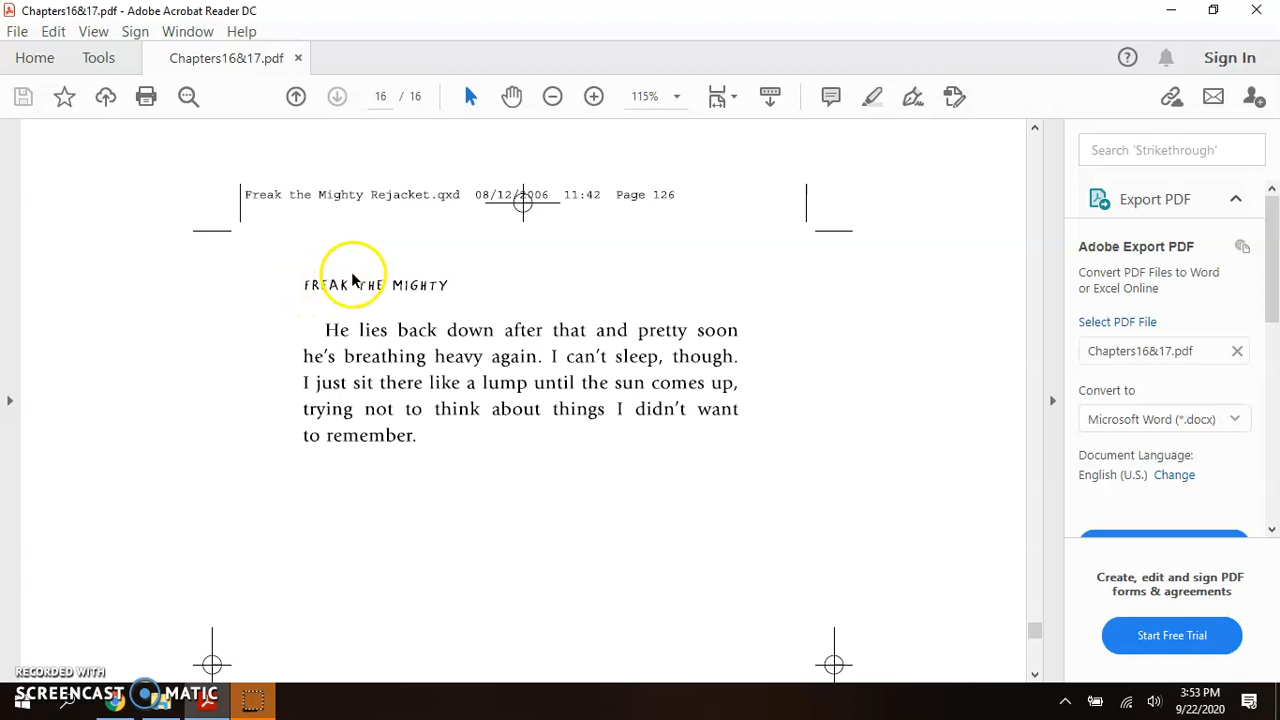 Chapters16&17.pdf - Adobe Acrobat Reader DC
File Edit View Sign Window Help
Home Tools Chapters16&17.pdf × Sign In
16 / 16 115%
Search 'Strikethrough'
Freak the Mighty Rejacket.qxd 08/12/2006 11:42 Page 126
Export PDF
Adobe Export PDF
Convert PDF Files to Word
or Excel Online
FREAK THE MIGHTY
Select PDF File
He lies back down after that and pretty soon
he's breathing heavy again. I can't sleep, though.
I just sit there like a lump until the sun comes up,
trying not to think about things I didn't want
to remember.
Chapters16&17.pdf
Convert to
Microsoft Word (*.docx)
Document Language:
English (U.S.) Change
Create, edit and sign PDF
forms & agreements
Start Free Trial
RECORDED WITH
SCREENCAST MATIC
3:53 PM
9/22/2020